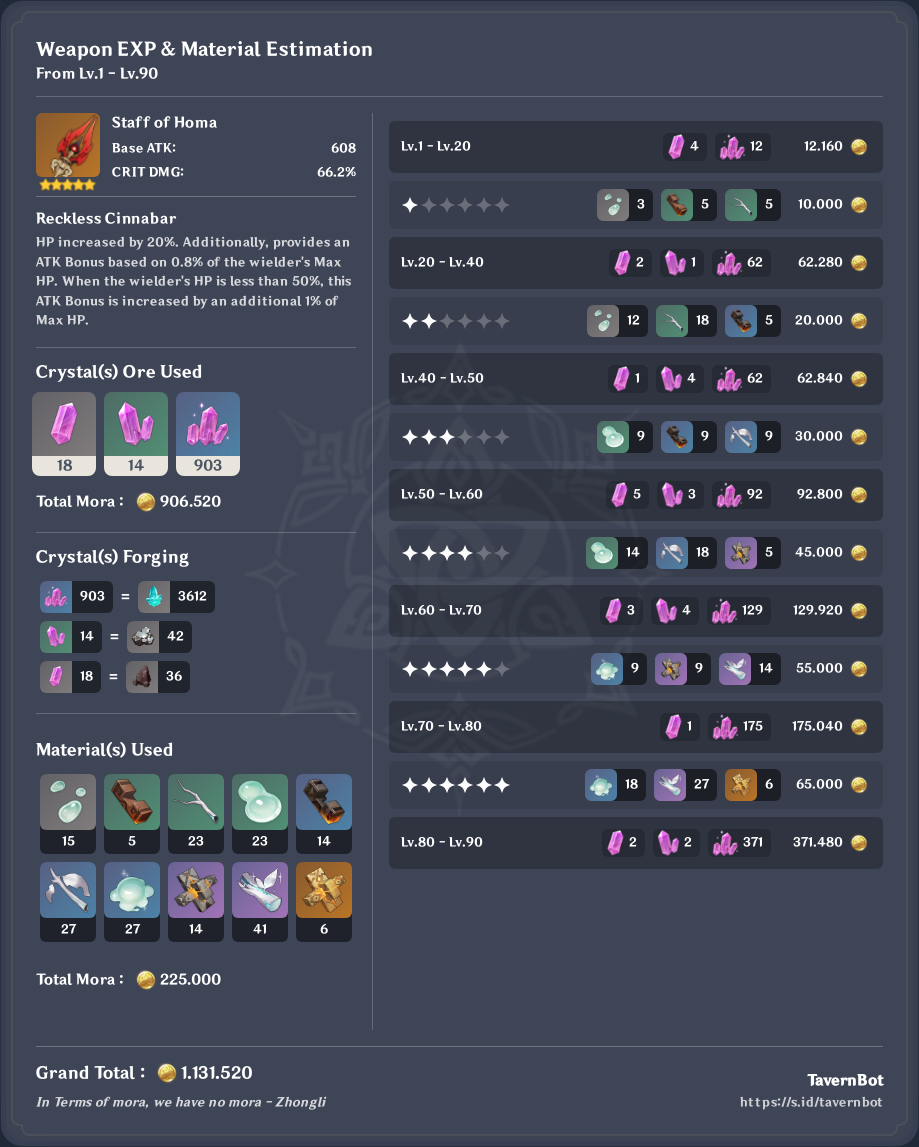 Weapon EXP & Material Estimation
From Lv.1 - Lv.90
Staff of Homa
Base ATK: 608
CRIT DMG: 66.2%
Reckless Cinnabar
HP increased by 20%. Additionally, provides an
ATK Bonus based on 0.8% of the wielder's Max
HP. When the wielder's HP is less than 50%, this
ATK Bonus is increased by an additional 1% of
Max HP.
Crystal(s) Ore Used
18 14 903
Total Mora : 906.520
Crystal(s) Forging
903 = 3612
14 = 42
18 = 36
Material(s) Used
15 5 23 23 14
27 27 14 41 6
Total Mora : 225.000
Lv.1 - Lv.20 4 12 12.160
3 5 5 10.000
Lv.20 - Lv.40 2 1 62 62.280
12 18 5 20.000
Lv.40 - Lv.50 1 4 62 62.840
9 9 9 30.000
Lv.50 - Lv.60 5 3 92 92.800
14 18 5 45.000
Lv.60 - Lv.70 3 4 129 129.920
9 9 14 55.000
Lv.70 - Lv.80 1 175 175.040
18 27 6 65.000
Lv.80 - Lv.90 2 2 371 371.480
Grand Total : 1.131.520
In Terms of mora, we have no mora - Zhongli
TavernBot
https://s.id/tavernbot